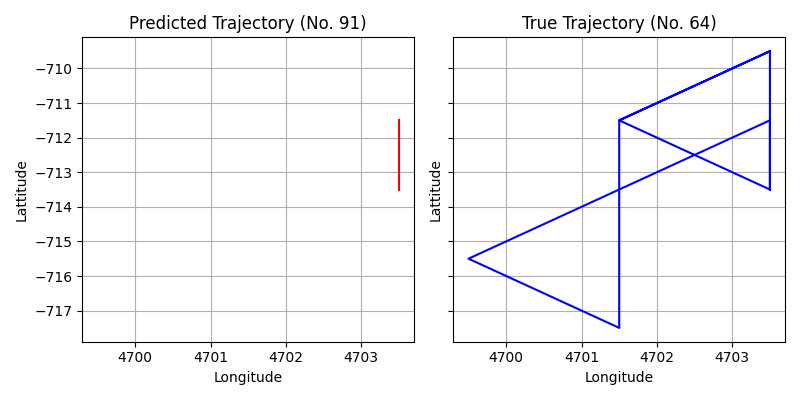 Predicted Trajectory (No. 91)
True Trajectory (No. 64)
Lattitude
−710
−711
−712
−713
−714
−715
−716
−717
4700
4701
4702
4703
Longitude
Lattitude
4700
4701
4702
4703
Longitude